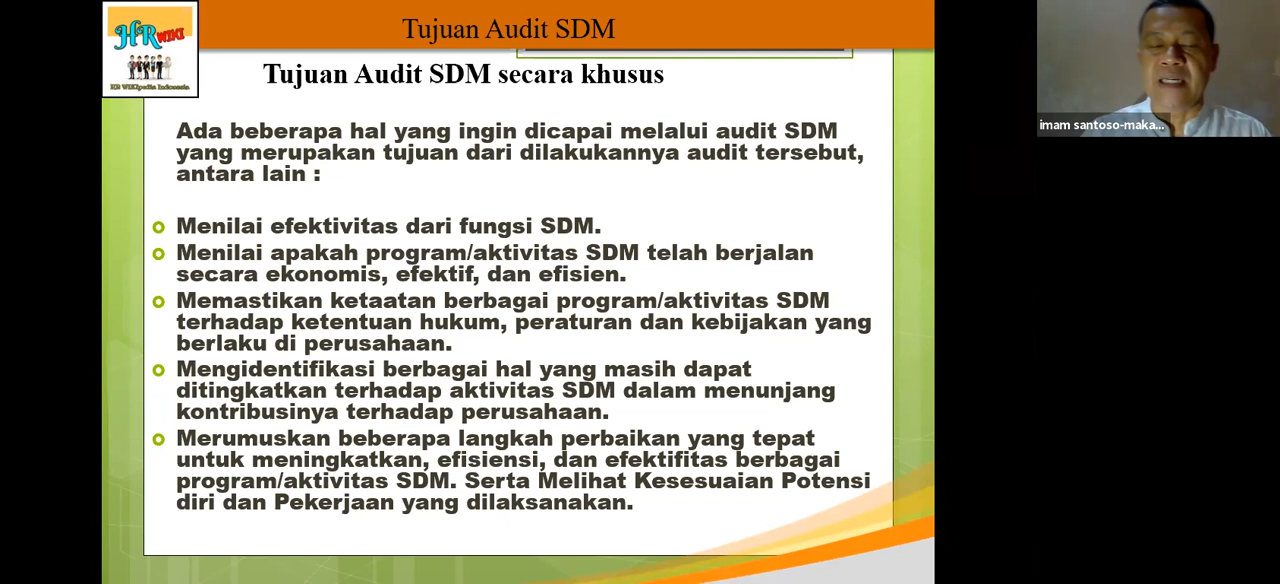 Tujuan Audit SDM
HR WIKI
HR WIKIpedia Indonesia
Tujuan Audit SDM secara khusus
imam santoso-maka...
Ada beberapa hal yang ingin dicapai melalui audit SDM
yang merupakan tujuan dari dilakukannya audit tersebut,
antara lain :
Menilai efektivitas dari fungsi SDM.
Menilai apakah program/aktivitas SDM telah berjalan
secara ekonomis, efektif, dan efisien.
Memastikan ketaatan berbagai program/aktivitas SDM
terhadap ketentuan hukum, peraturan dan kebijakan yang
berlaku di perusahaan.
Mengidentifikasi berbagai hal yang masih dapat
ditingkatkan terhadap aktivitas SDM dalam menunjang
kontribusinya terhadap perusahaan.
Merumuskan beberapa langkah perbaikan yang tepat
untuk meningkatkan, efisiensi, dan efektifitas berbagai
program/aktivitas SDM. Serta Melihat Kesesuaian Potensi
diri dan Pekerjaan yang dilaksanakan.